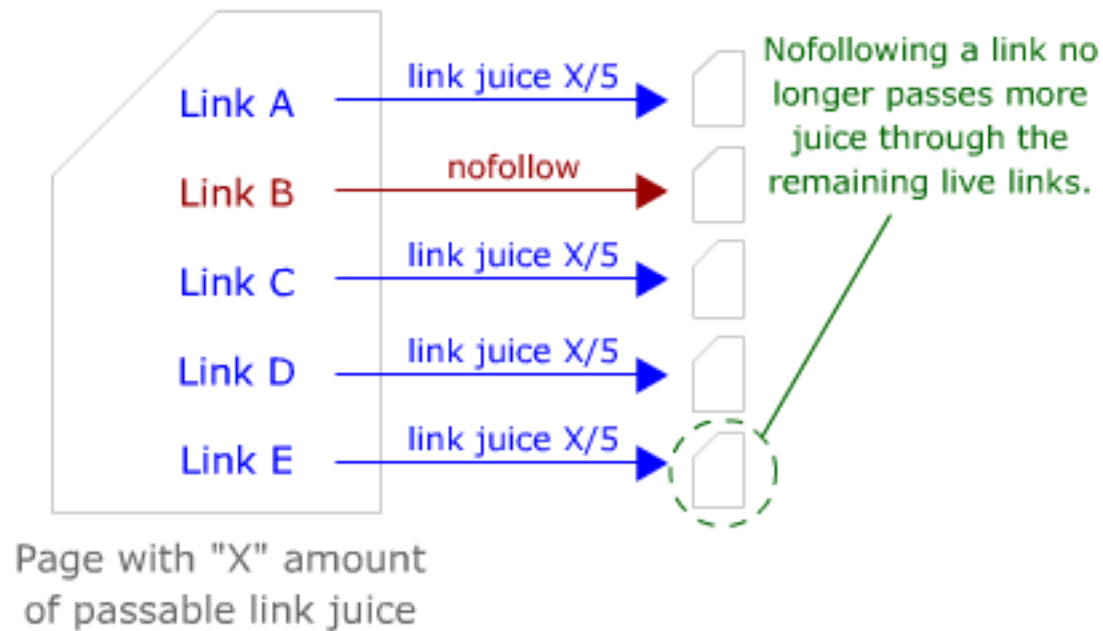 Link A
link juice X/5
Link B
nofollow
Link C
link juice X/5
Link D
link juice X/5
Link E
link juice X/5
Nofollowing a link no
longer passes more
juice through the
remaining live links.
Page with "X" amount
of passable link juice